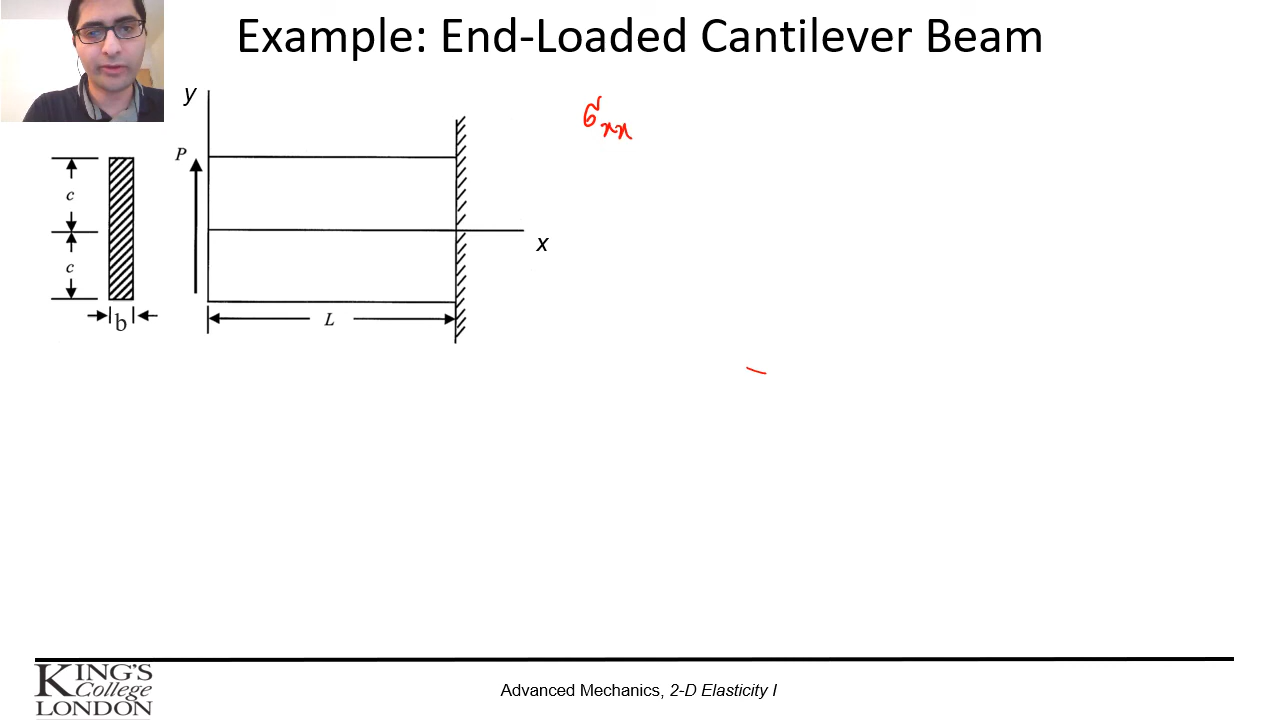 Example: End-Loaded Cantilever Beam
y
σxx
P
c
x
c
L
b
KING'S
College
LONDON
Advanced Mechanics, 2-D Elasticity I